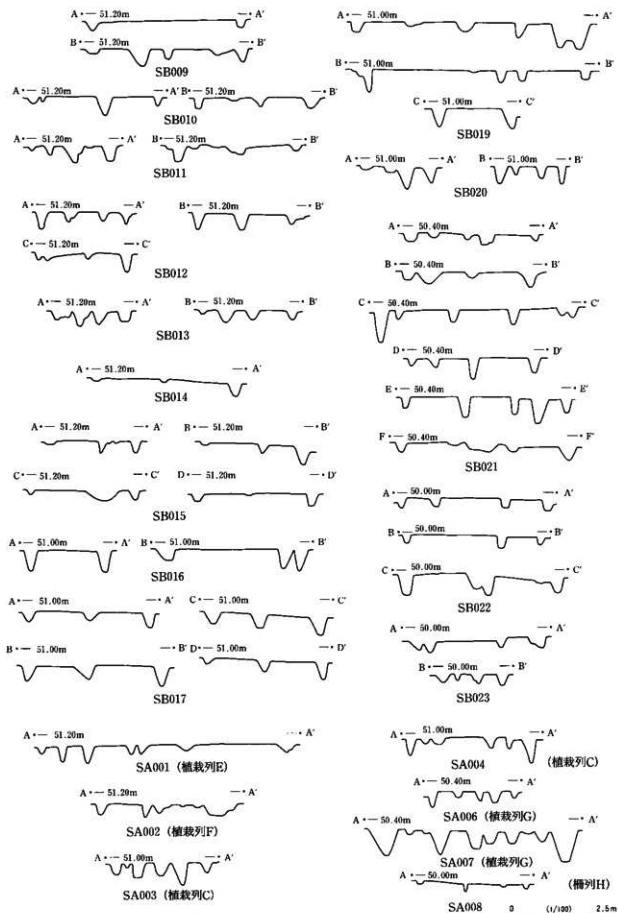 A •— 51.20m —• A′
B •— 51.20m —• B′
SB009
A •— 51.20m —• A′ B •— 51.20m —• B′
SB010
A •— 51.20m —• A′ B •— 51.20m —• B′
SB011
A •— 51.20m —• A′ B •— 51.20m —• B′
C •— 51.20m —• C′
SB012
A •— 51.20m —• A′ B •— 51.20m —• B′
SB013
A •— 51.20m —• A′
SB014
A •— 51.20m —• A′ B •— 51.20m —• B′
C •— 51.20m —• C′ D •— 51.20m —• D′
SB015
A •— 51.00m —• A′ B •— 51.00m —• B′
SB016
A •— 51.00m —• A′ C •— 51.00m —• C′
B •— 51.00m —• B′ D •— 51.00m —• D′
SB017
A •— 51.20m —• A′
SA001 (植栽列E)
A •— 51.20m —• A′
SA002 (植栽列F)
A •— 51.00m —• A′
SA003 (植栽列C)
A •— 51.00m —• A′
B •— 51.00m —• B′
C •— 51.00m —• C′
SB019
A •— 51.00m —• A′ B •— 51.00m —• B′
SB020
A •— 50.40m —• A′
B •— 50.40m —• B′
C •— 50.40m —• C′
D •— 50.40m —• D′
E •— 50.40m —• E′
F •— 50.40m —• F′
SB021
A •— 50.00m —• A′
B •— 50.00m —• B′
C •— 50.00m —• C′
SB022
A •— 50.00m —• A′
B •— 50.00m —• B′
SB023
A •— 51.00m —• A′
SA004 (植栽列C)
A •— 50.40m —• A′
SA006 (植栽列G)
A •— 50.40m —• A′
SA007 (植栽列G)
A •— 50.00m —• A′
SA008 (柵列H)
0 (1/100) 2.5m